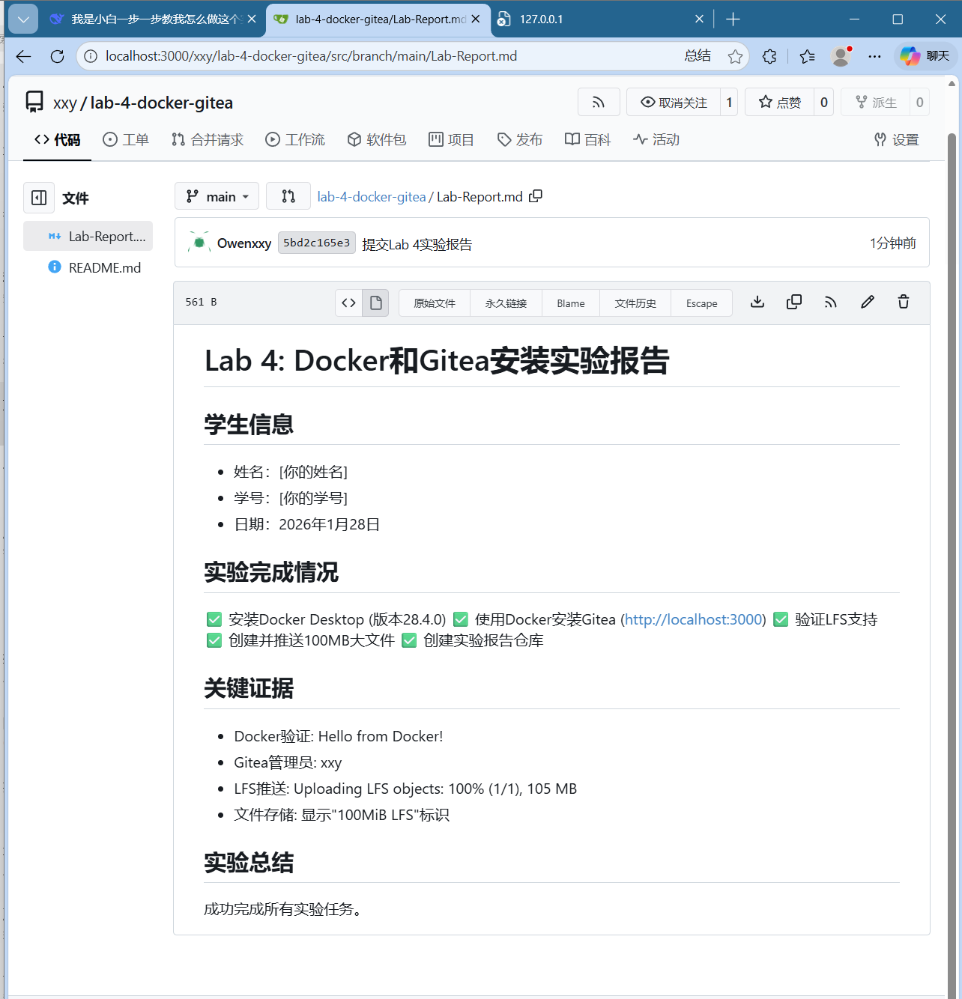 我是小白一步一步教我怎么做这个
lab-4-docker-gitea/Lab-Report.md
127.0.0.1
localhost:3000/xxy/lab-4-docker-gitea/src/branch/main/Lab-Report.md
总结
聊天
xxy / lab-4-docker-gitea
取消关注 1
点赞 0
派生 0
代码
工单
合并请求
工作流
软件包
项目
发布
百科
活动
设置
文件
main
lab-4-docker-gitea / Lab-Report.md
Lab-Report....
README.md
Owenxxy 5bd2c165e3 提交Lab 4实验报告 1分钟前
561 B
原始文件 永久链接 Blame 文件历史 Escape
Lab 4: Docker和Gitea安装实验报告
学生信息
姓名：[你的姓名]
学号：[你的学号]
日期：2026年1月28日
实验完成情况
✅ 安装Docker Desktop (版本28.4.0) ✅ 使用Docker安装Gitea (http://localhost:3000) ✅ 验证LFS支持
✅ 创建并推送100MB大文件 ✅ 创建实验报告仓库
关键证据
Docker验证: Hello from Docker!
Gitea管理员: xxy
LFS推送: Uploading LFS objects: 100% (1/1), 105 MB
文件存储: 显示"100MiB LFS"标识
实验总结
成功完成所有实验任务。